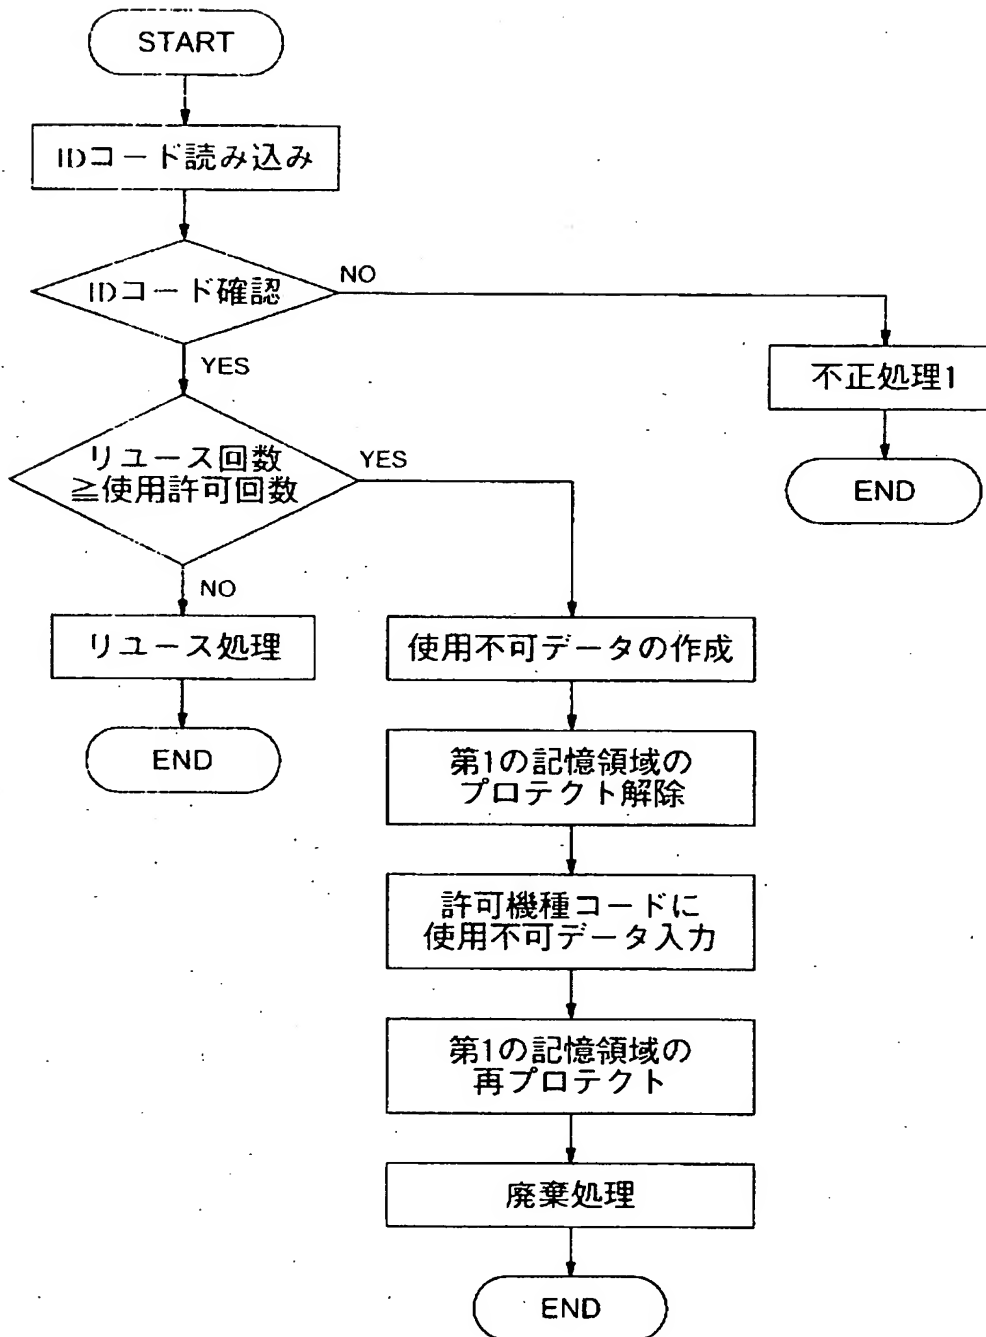 START
IDコード読み込み
IDコード確認
NO
YES
不正処理1
END
リユース回数
≧使用許可回数
YES
NO
リユース処理
END
使用不可データの作成
第1の記憶領域の
プロテクト解除
許可機種コードに
使用不可データ入力
第1の記憶領域の
再プロテクト
廃棄処理
END